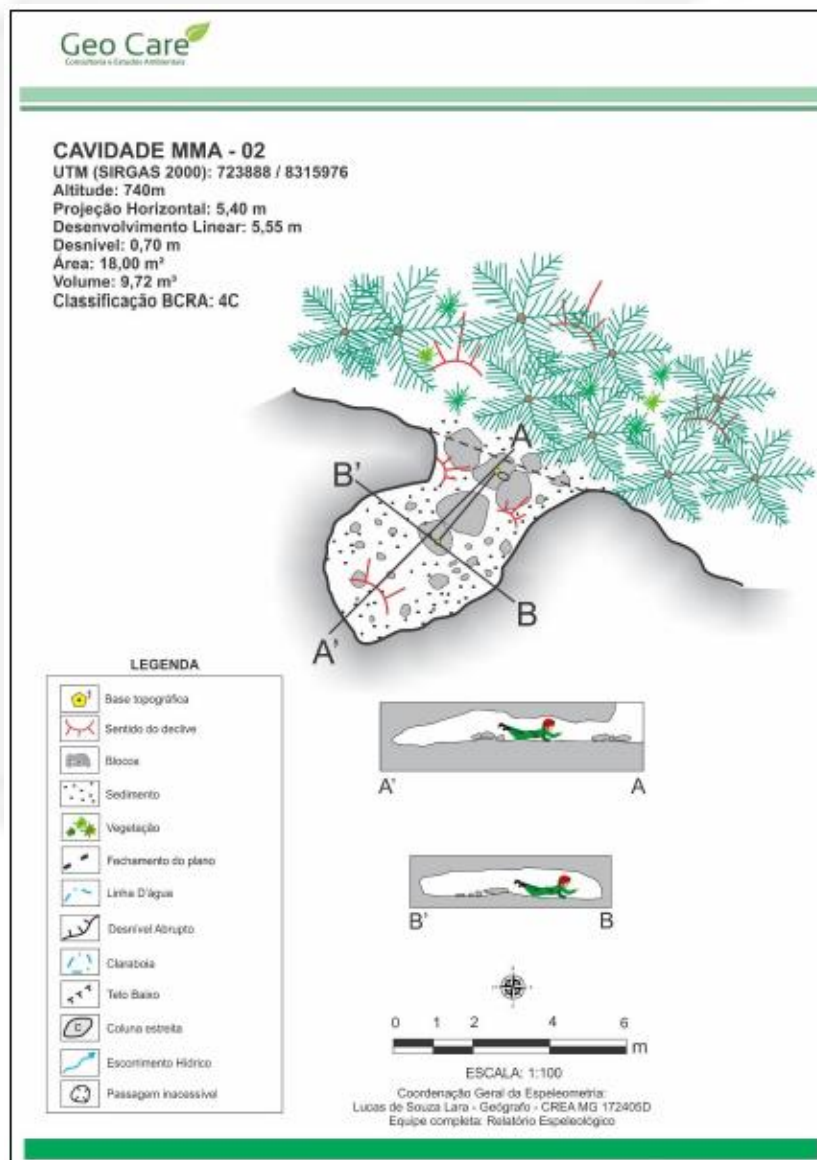 Geo Care
Consultoria e Estudos Ambientais
CAVIDADE MMA - 02
UTM (SIRGAS 2000): 723888 / 8315976
Altitude: 740m
Projeção Horizontal: 5,40 m
Desenvolvimento Linear: 5,55 m
Desnível: 0,70 m
Área: 18,00 m²
Volume: 9,72 m³
Classificação BCRA: 4C
A
B'
B
A'
LEGENDA
Base topográfica
Sentido do declive
Blocos
Sedimento
Vegetação
Fechamento do plano
Linha D'água
Desnível Abrupto
Claraboia
Teto Baixo
C
Coluna estreita
Escorrimento Hídrico
Passagem inacessível
A' A
B' B
0 1 2 4 6
m
ESCALA: 1:100
Coordenação Geral da Espeleometria:
Lucas de Souza Lara - Geógrafo - CREA MG 172405D
Equipe completa: Relatório Espeleológico